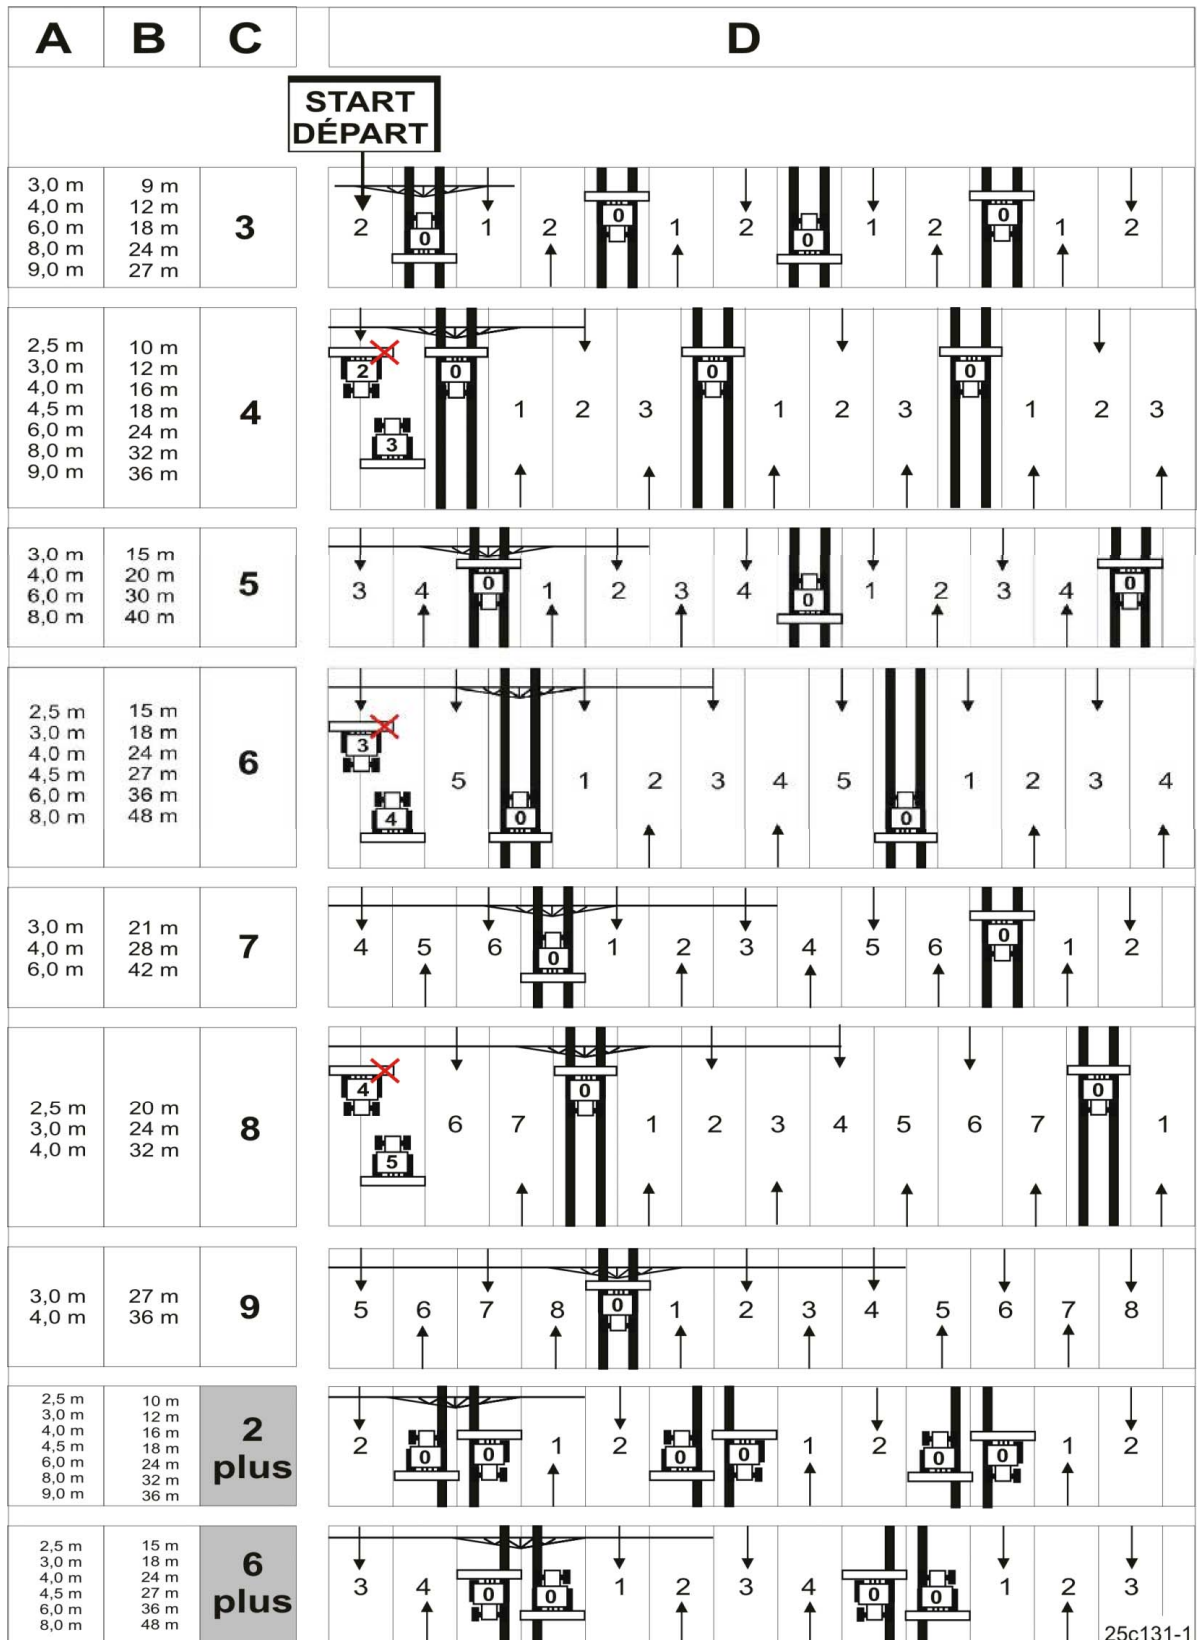 A B C D
START
DÉPART
3,0 m 9 m
4,0 m 12 m
6,0 m 18 m
8,0 m 24 m
9,0 m 27 m
3
2 0 1 2 0 1 2 0 1 2 0 1 2
2,5 m 10 m
3,0 m 12 m
4,0 m 16 m
4,5 m 18 m
6,0 m 24 m
8,0 m 32 m
9,0 m 36 m
4
2 0 0 0
3 1 2 3 1 2 3 1 2 3
3,0 m 15 m
4,0 m 20 m
6,0 m 30 m
8,0 m 40 m
5
3 4 0 1 2 3 4 0 1 2 3 4 0
2,5 m 15 m
3,0 m 18 m
4,0 m 24 m
4,5 m 27 m
6,0 m 36 m
8,0 m 48 m
6
3
5 1 2 3 4 5 1 2 3 4
4 0 0
3,0 m 21 m
4,0 m 28 m
6,0 m 42 m
7
4 5 6 0 1 2 3 4 5 6 0 1 2
2,5 m 20 m
3,0 m 24 m
4,0 m 32 m
8
4 0 0
6 7 1 2 3 4 5 6 7 1
5
3,0 m 27 m
4,0 m 36 m
9
5 6 7 8 0 1 2 3 4 5 6 7 8
2,5 m 10 m
3,0 m 12 m
4,0 m 16 m
4,5 m 18 m
6,0 m 24 m
8,0 m 32 m
9,0 m 36 m
2
plus
2 0 0 1 2 0 0 1 2 0 0 1 2
2,5 m 15 m
3,0 m 18 m
4,0 m 24 m
4,5 m 27 m
6,0 m 36 m
8,0 m 48 m
6
plus
3 4 0 0 1 2 3 4 0 0 1 2 3
25c131-1